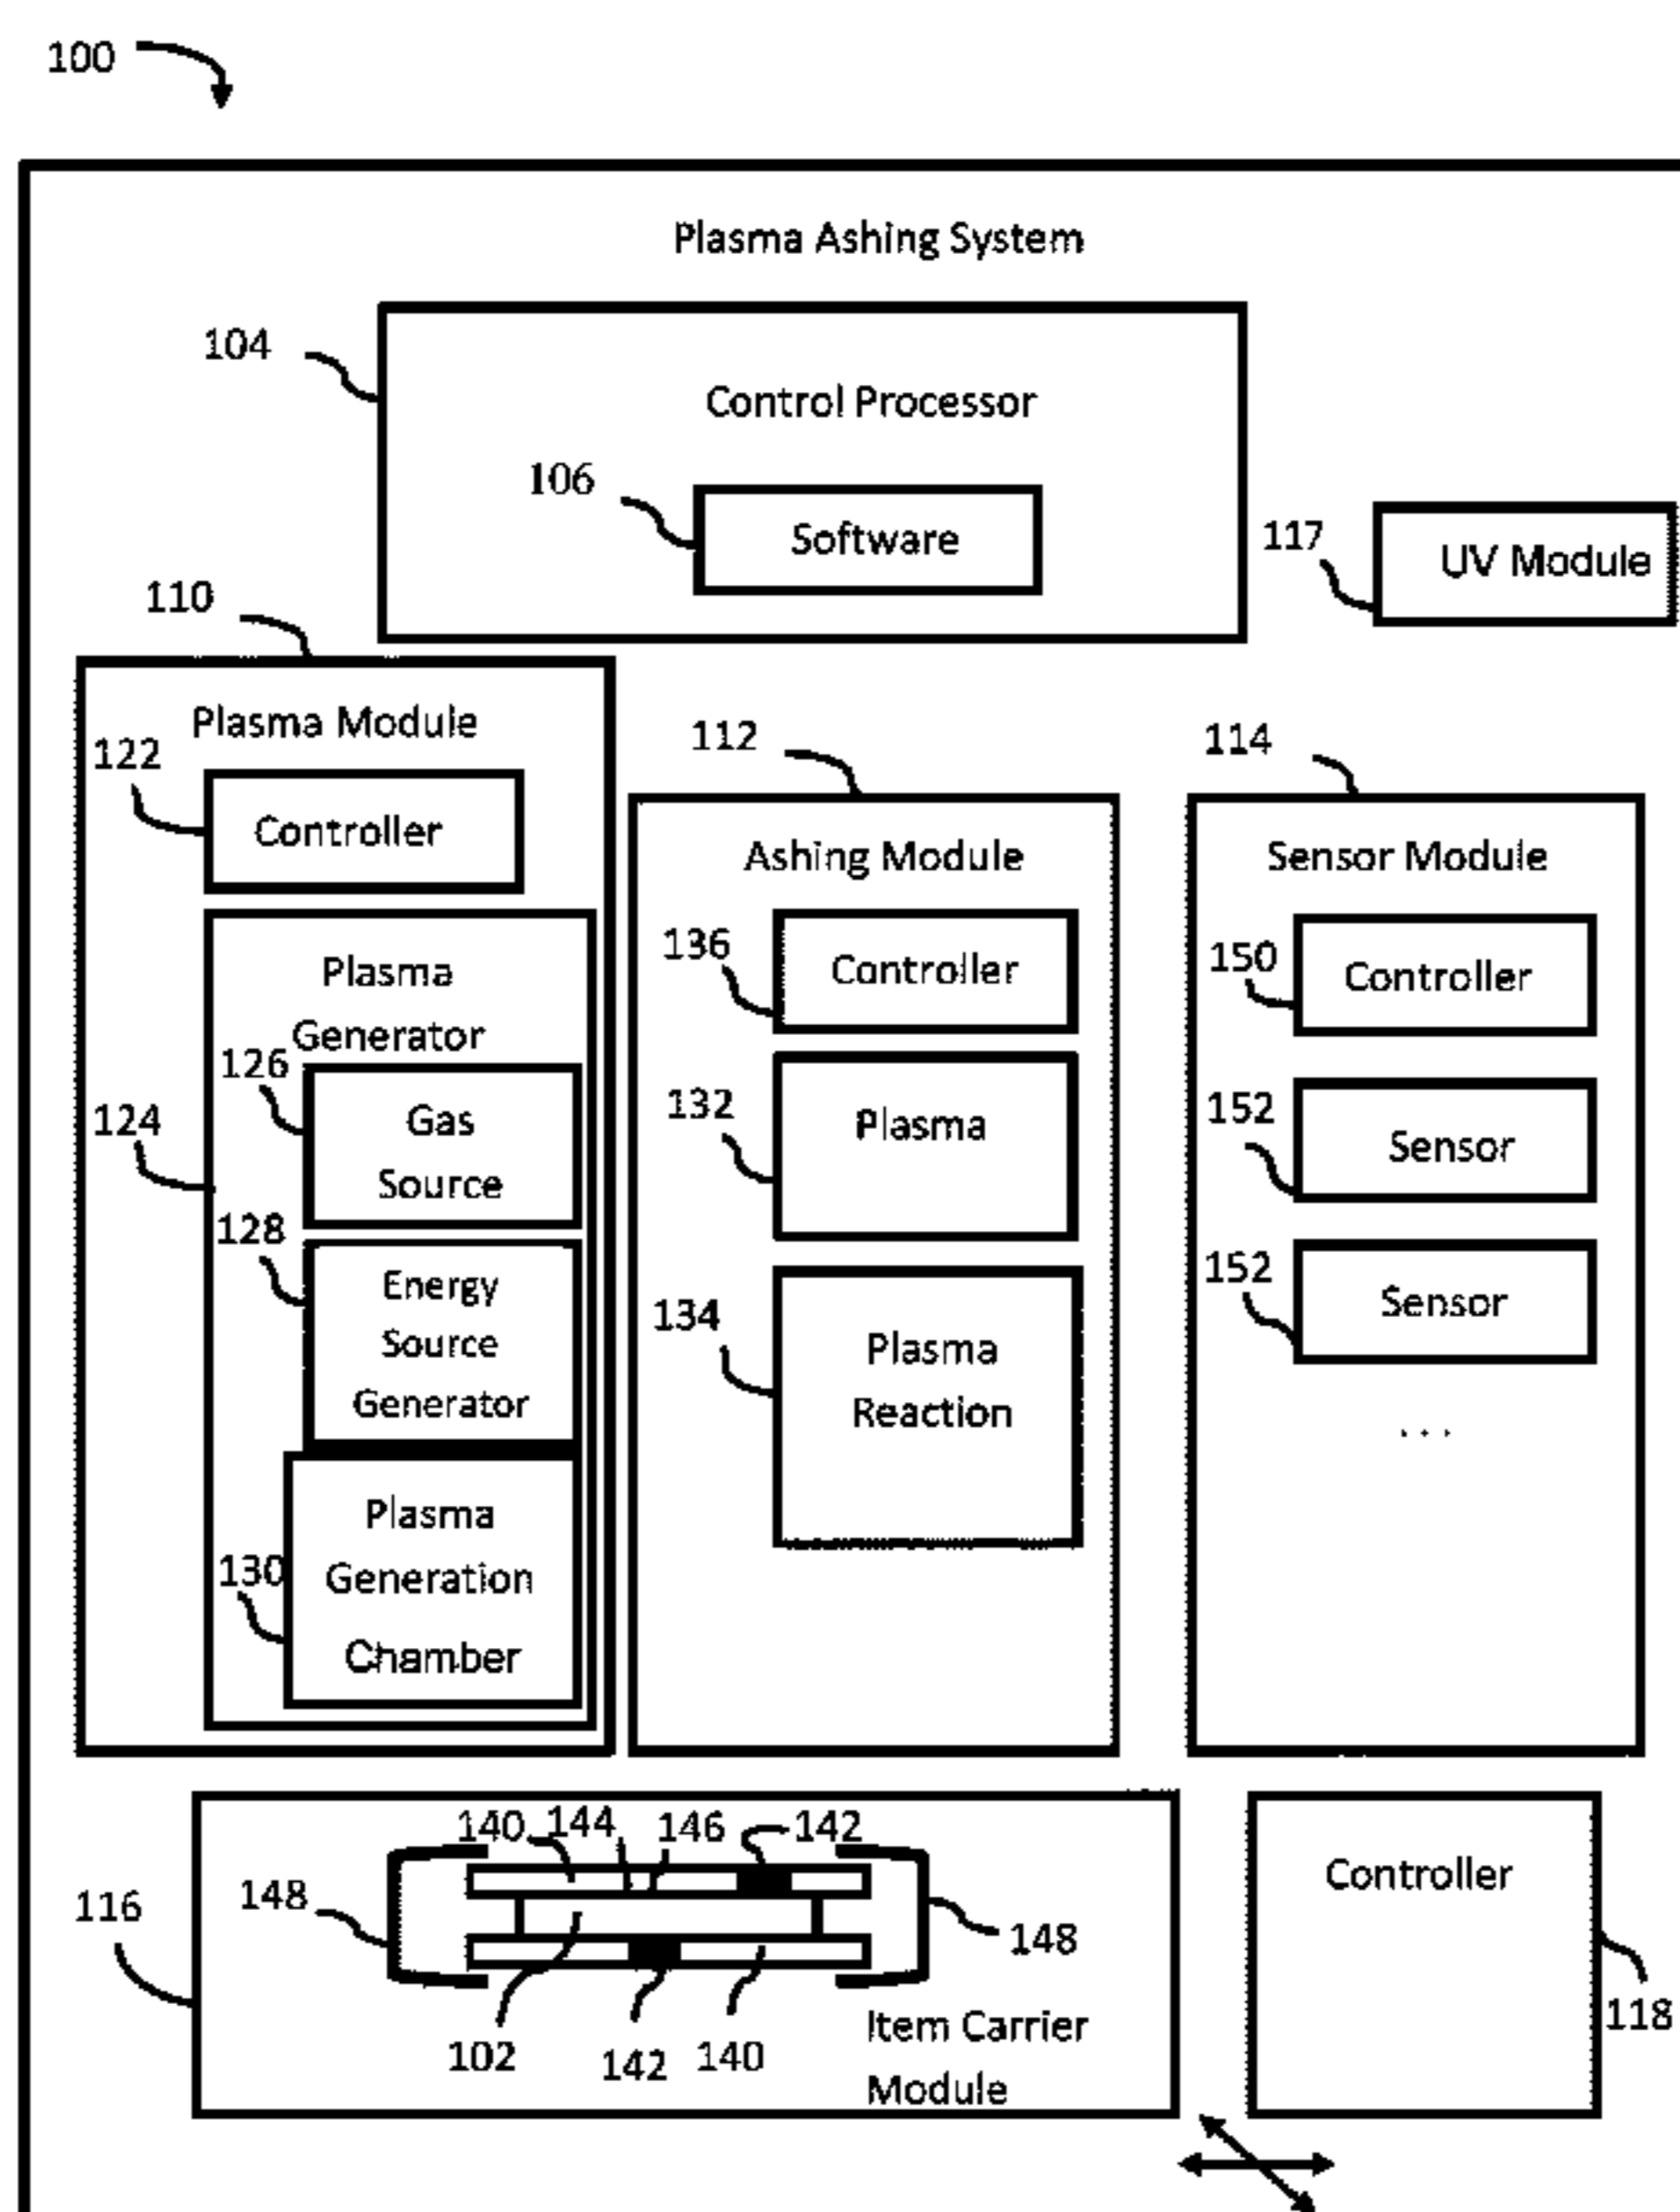 100
Plasma Ashing System
104
Control Processor
106
Software
117
UV Module
110
Plasma Module
122
Controller
124
Plasma
Generator
126
Gas
Source
128
Energy
Source
Generator
130
Plasma
Generation
Chamber
112
Ashing Module
136
Controller
132
Plasma
134
Plasma
Reaction
114
Sensor Module
150
Controller
152
Sensor
152
Sensor
...
116
140 144 146 142
148
148
102
142
140
Item Carrier
Module
Controller
118